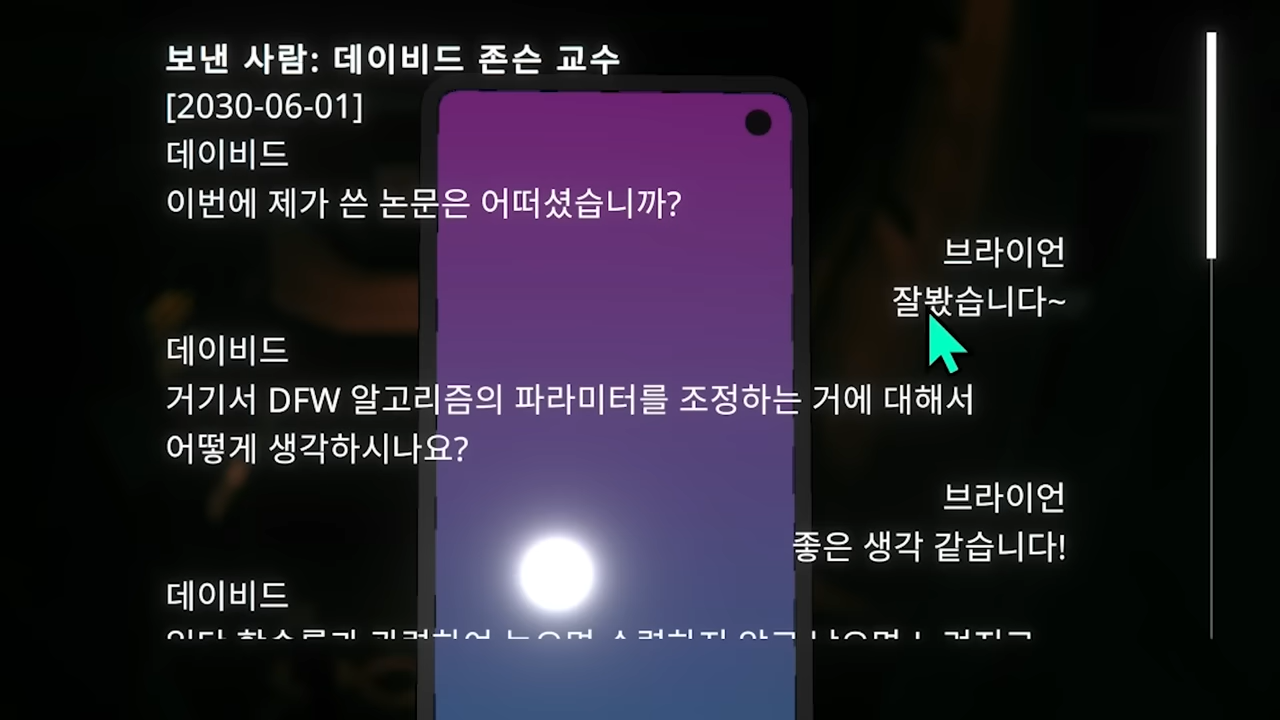 보낸 사람: 데이비드 존슨 교수
[2030-06-01]
데이비드
이번에 제가 쓴 논문은 어떠셨습니까?
브라이언
잘봤습니다~
데이비드
거기서 DFW 알고리즘의 파라미터를 조정하는 거에 대해서
어떻게 생각하시나요?
브라이언
좋은 생각 같습니다!
데이비드